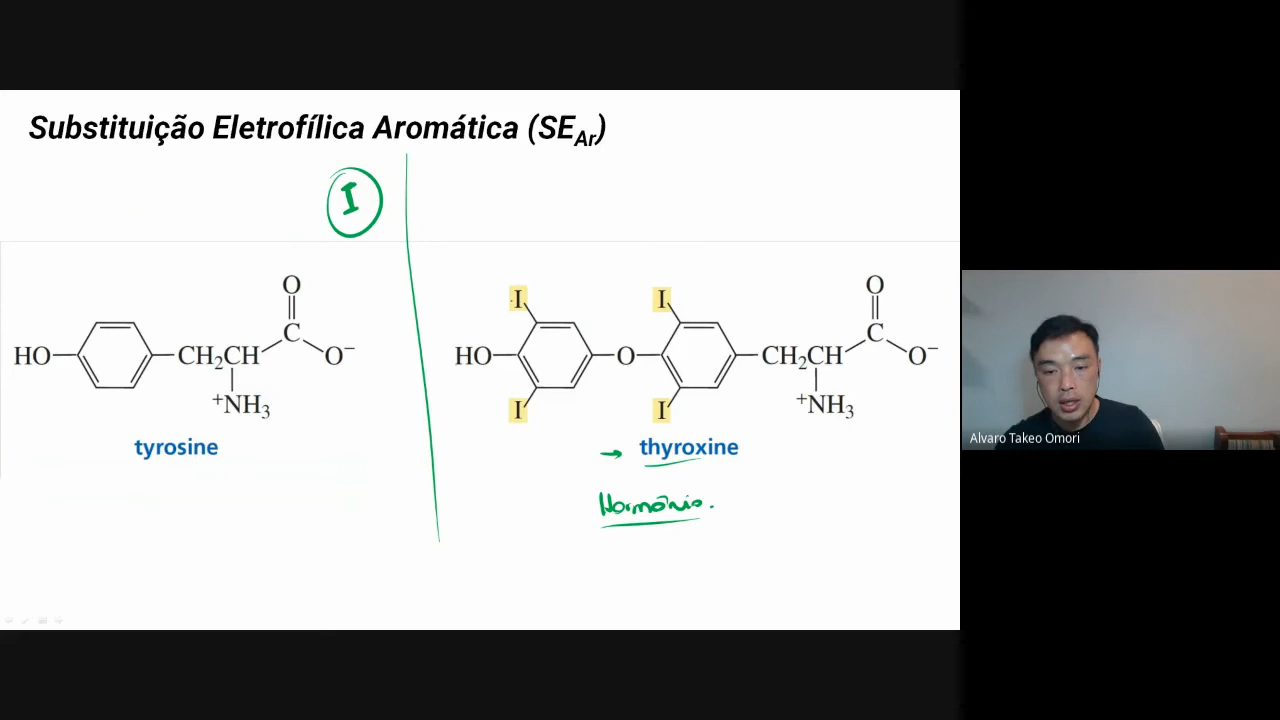 Substituição Eletrofílica Aromática (SEAr)
I
O
C
O−
HO
CH2CH
+NH3
tyrosine
I
I
O
C
O−
HO
O
CH2CH
+NH3
I
I
→ thyroxine
Hormônio.
Alvaro Takeo Omori